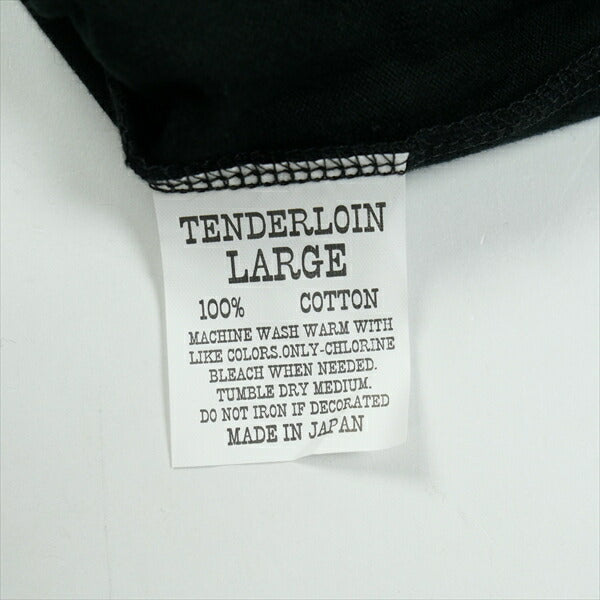 TENDERLOIN
LARGE
100% COTTON
MACHINE WASH WARM WITH
LIKE COLORS.ONLY-CHLORINE
BLEACH WHEN NEEDED.
TUMBLE DRY MEDIUM.
DO NOT IRON IF DECORATED
MADE IN JAPAN